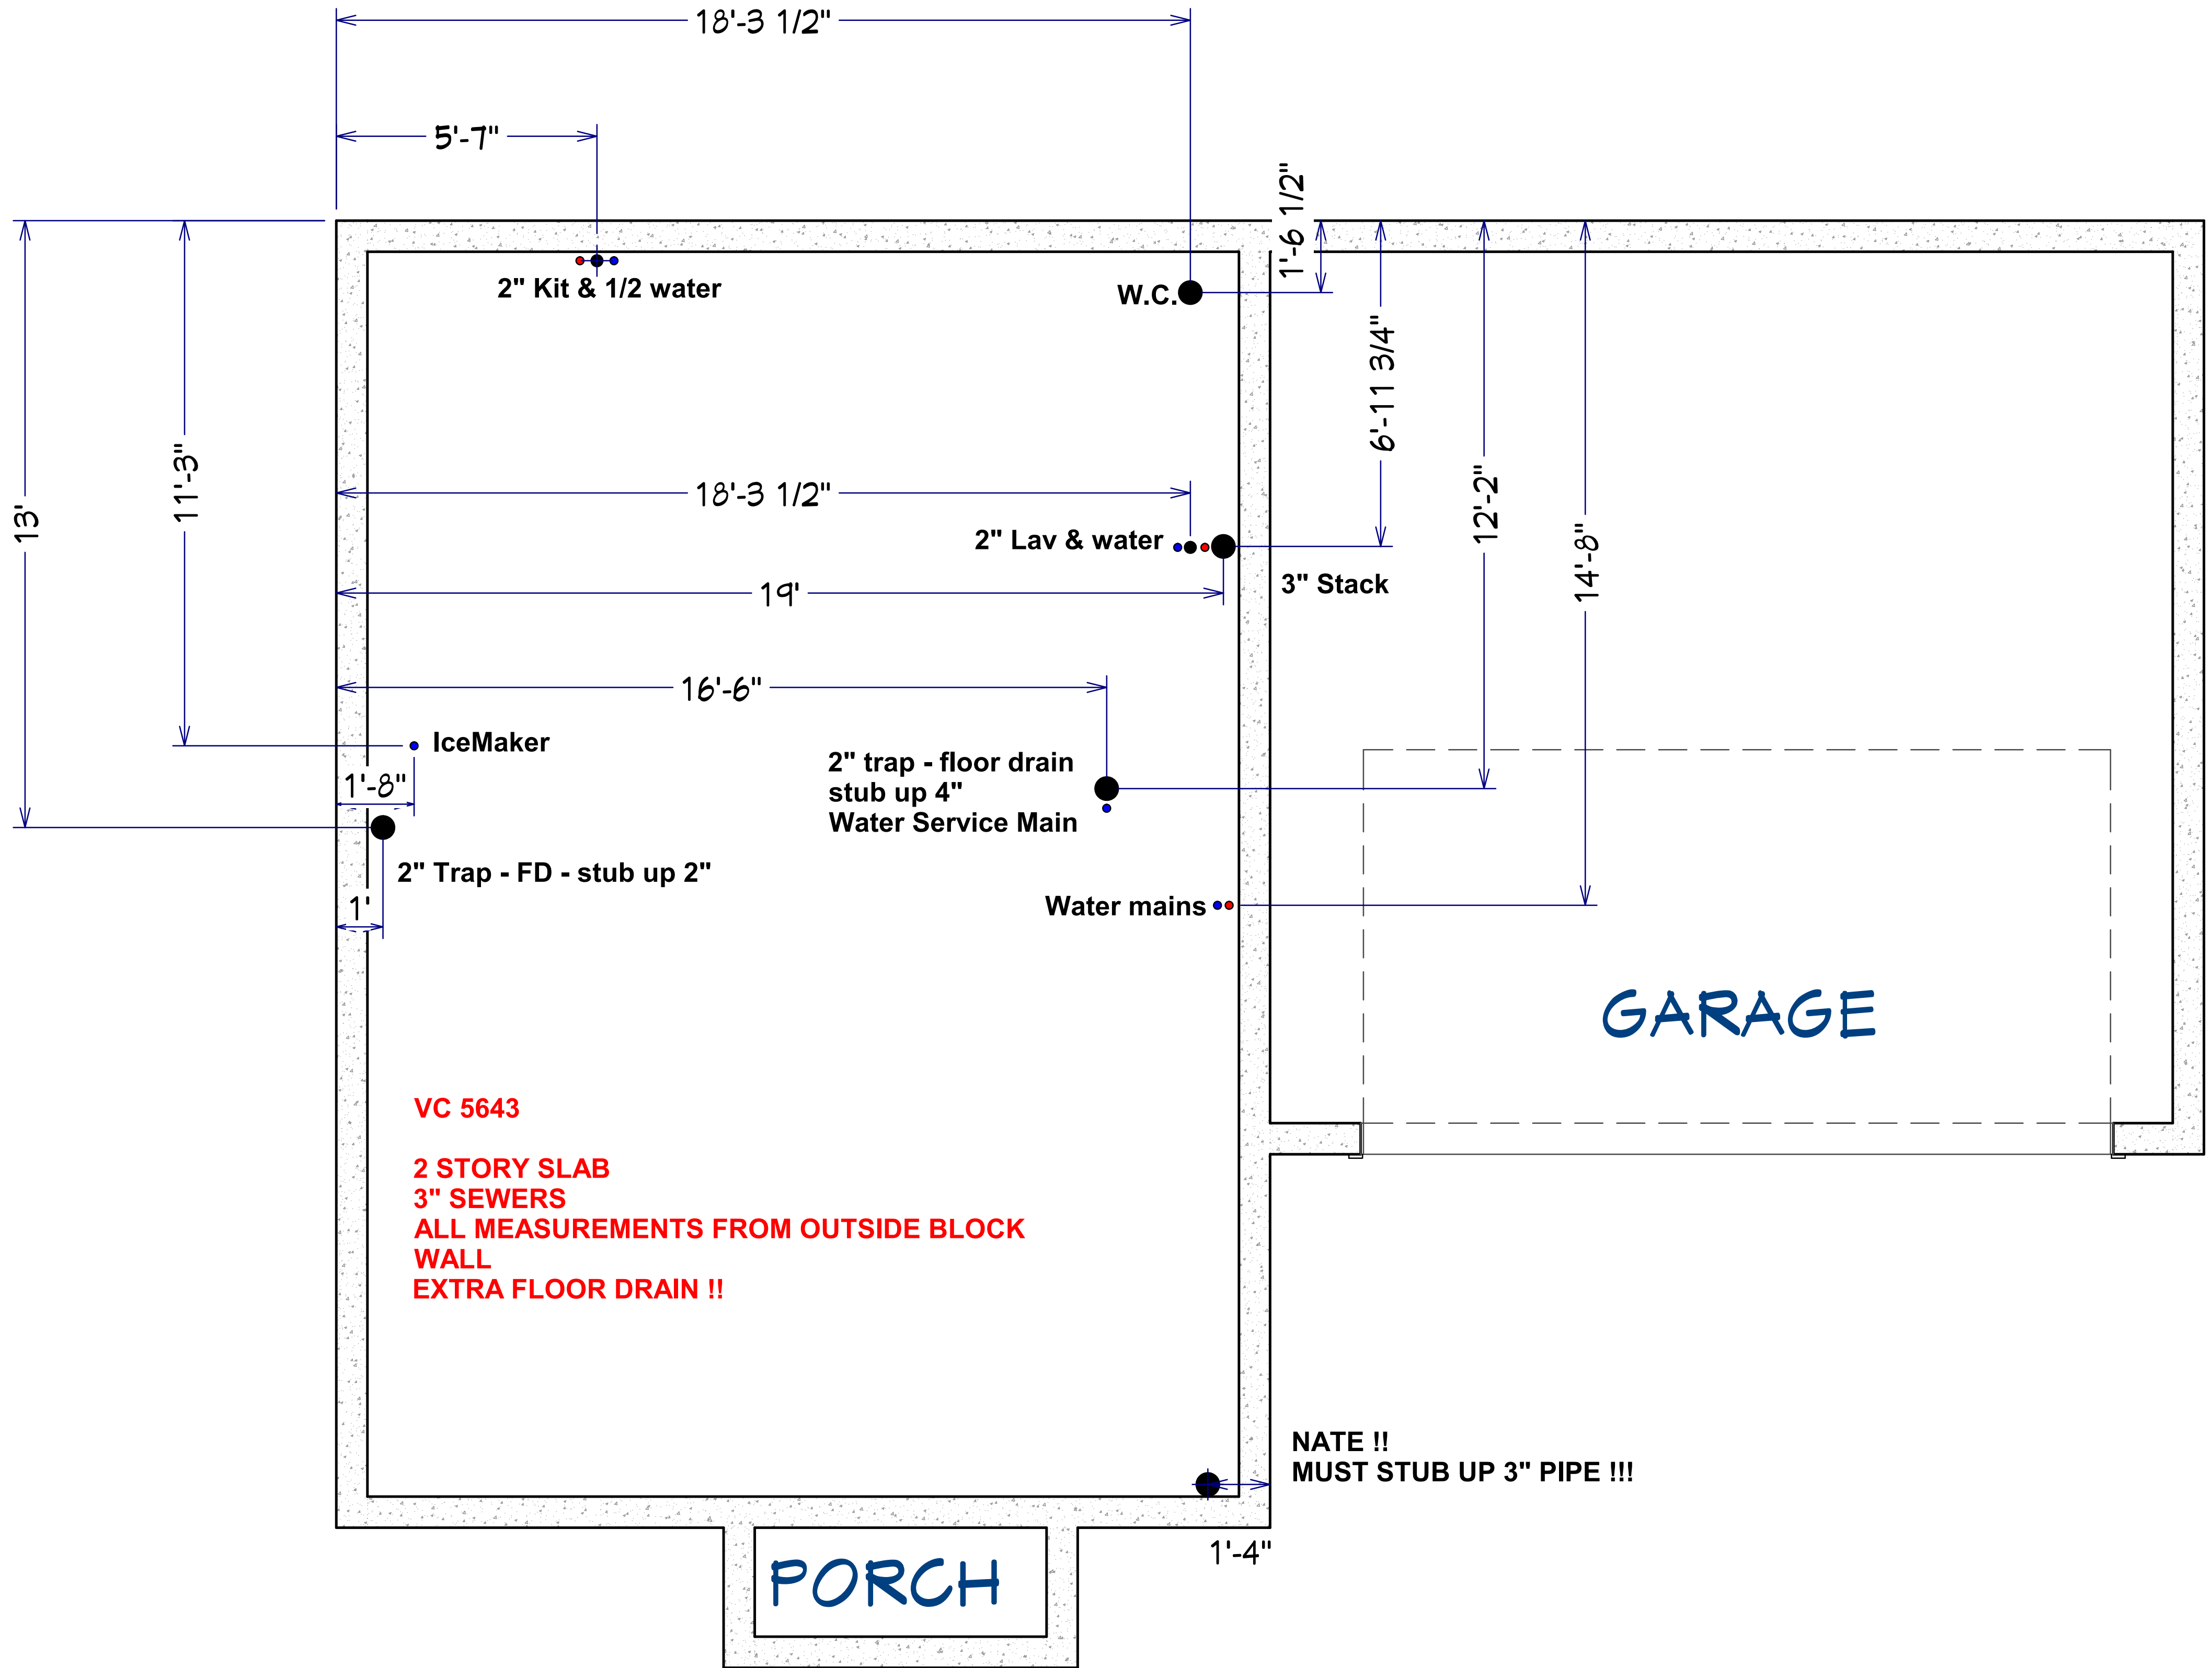 18'-3 1/2"
5'-7"
1'-6 1/2"
2" Kit & 1/2 water
W.C.
6'-11 3/4"
11'-3"
13'
18'-3 1/2"
12'-2"
2" Lav & water
14'-8"
3" Stack
19'
16'-6"
IceMaker
1'-8"
2" trap - floor drain
stub up 4"
Water Service Main
2" Trap - FD - stub up 2"
1'
Water mains
GARAGE
VC 5643
2 STORY SLAB
3" SEWERS
ALL MEASUREMENTS FROM OUTSIDE BLOCK
WALL
EXTRA FLOOR DRAIN !!
NATE !!
MUST STUB UP 3" PIPE !!!
1'-4"
PORCH